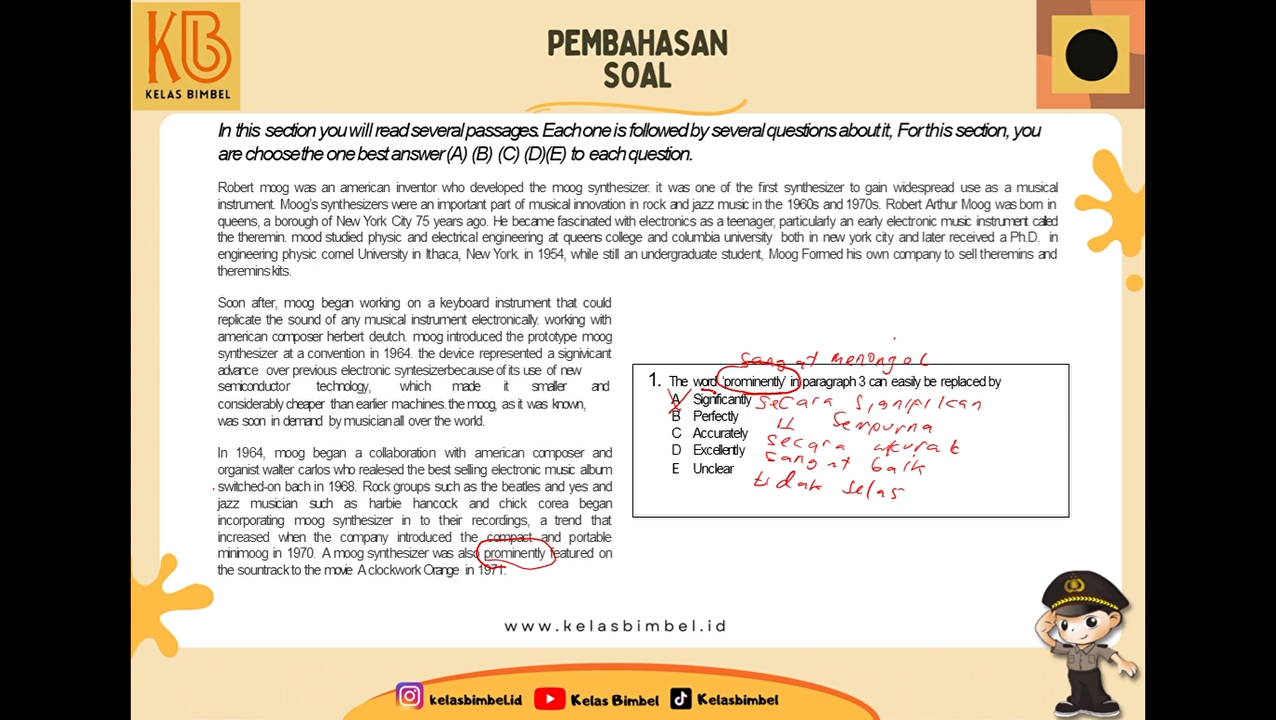 KB
KELAS BIMBEL
PEMBAHASAN
SOAL
In this section you will read several passages. Each one is followed by several questions about it, For this section, you
are choose the one best answer (A) (B) (C) (D)(E) to each question.
Robert moog was an american inventor who developed the moog synthesizer. it was one of the first synthesizer to gain widespread use as a musical
instrument. Moog's synthesizers were an important part of musical innovation in rock and jazz music in the 1960s and 1970s. Robert Arthur Moog was born in
queens, a borough of New York City 75 years ago. He became fascinated with electronics as a teenager, particularly an early electronic music instrument called
the theremin. mood studied physic and electrical engineering at queens college and columbia university both in new york city and later received a Ph.D. in
engineering physic cornel University in Ithaca, New York. in 1954, while still an undergraduate student, Moog Formed his own company to sell theremins and
theremins kits.
Soon after, moog began working on a keyboard instrument that could
replicate the sound of any musical instrument electronically. working with
american composer herbert deutch. moog introduced the prototype moog
synthesizer at a convention in 1964. the device represented a signivicant
advance over previous electronic syntesizerbecause of its use of new
semiconductor technology, which made it smaller and
considerably cheaper than earlier machines. the moog, as it was known,
was soon in demand by musician all over the world.
In 1964, moog began a collaboration with american composer and
organist walter carlos who realesed the best selling electronic music album
switched-on bach in 1968. Rock groups such as the beatles and yes and
jazz musician such as harbie hancock and chick corea began
incorporating moog synthesizer in to their recordings, a trend that
increased when the company introduced the compact and portable
minimoog in 1970. A moog synthesizer was also prominently featured on
the sountrack to the movie A clockwork Orange in 1971.
sangat menonjol
1. The word 'prominently' in paragraph 3 can easily be replaced by
A Significantly secara signifikan
B Perfectly " sempurna
C Accurately secara akurat
D Excellently sangat baik
E Unclear tidak jelas
www.kelasbimbel.id
kelasbimbel.id Kelas Bimbel Kelasbimbel